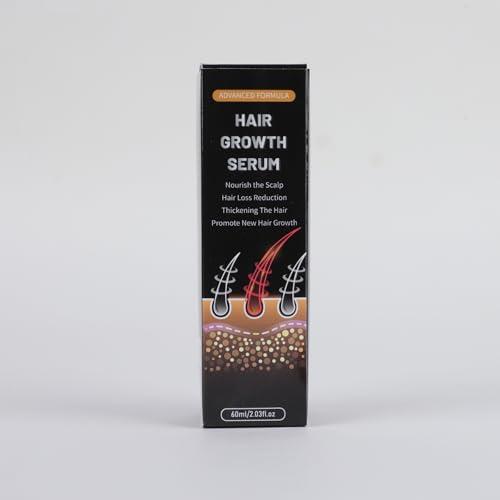 ADVANCED FORMULA
HAIR
GROWTH
SERUM
Nourish the Scalp
Hair Loss Reduction
Thickening The Hair
Promote New Hair Growth
60ml/2.03fl.oz